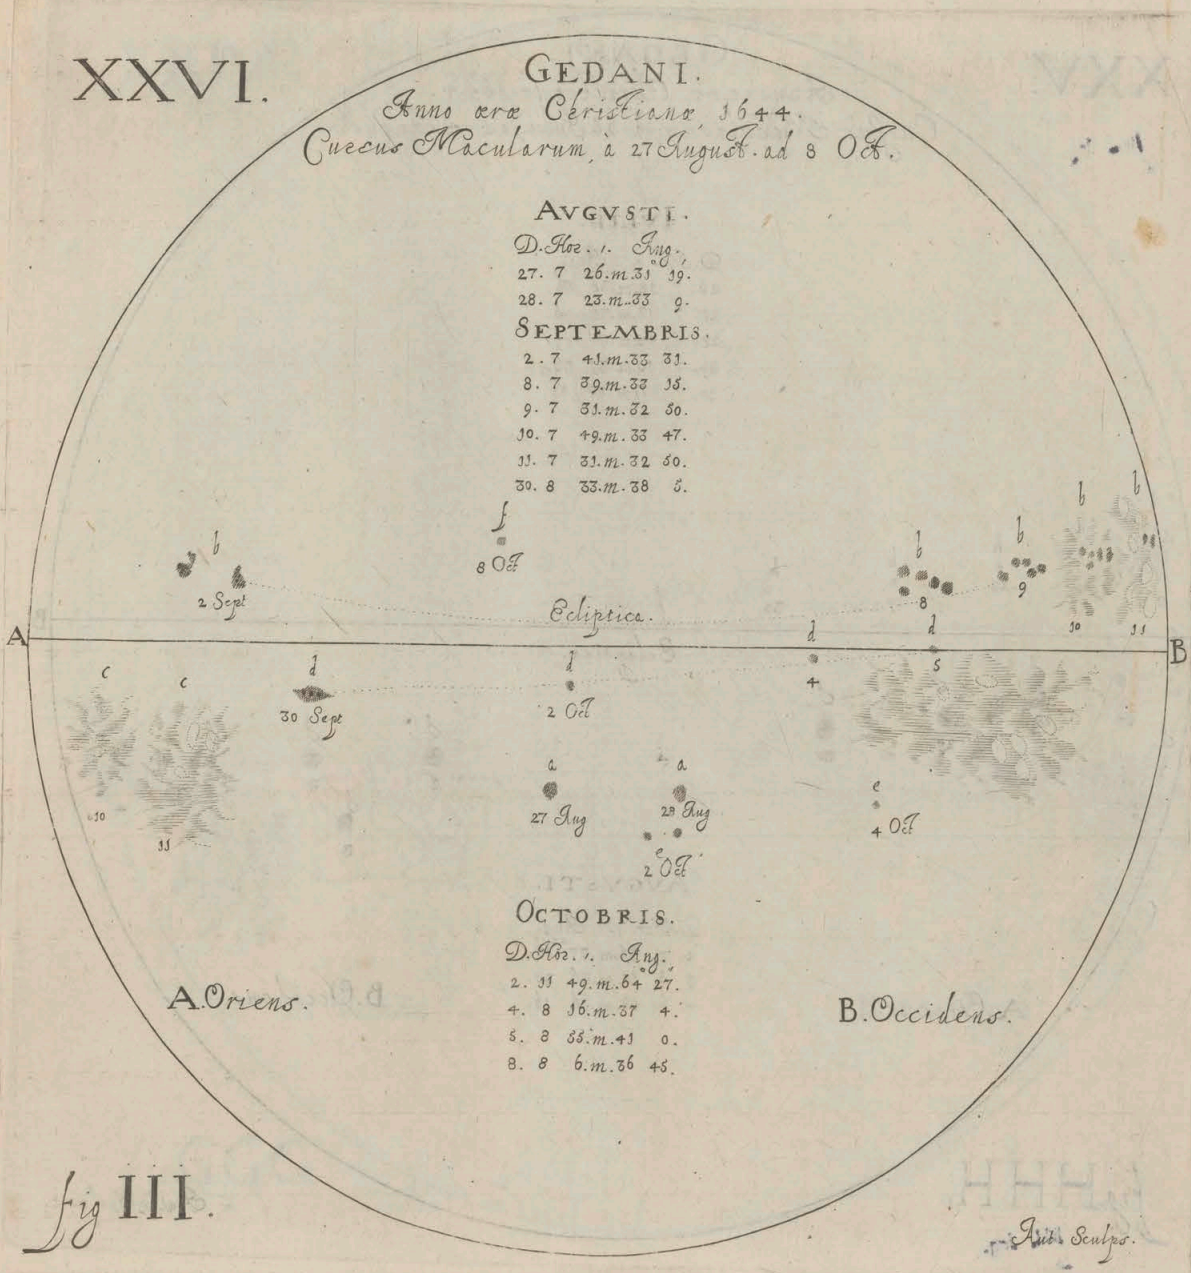 XXVI.
GEDANI.
Anno æræ Christianæ, 1644.
Cursus Macularum, à 27 August. ad 8 Oct.
AVGVSTI.
D. Hor. ı. Ang.
27. 7 26.m.31° 19'.
28. 7 23.m..33 9.
SEPTEMBRIS.
2. 7 41.m.33 31.
8. 7 39.m.33 15.
9. 7 31.m.32 50.
10. 7 49.m.33 47.
11. 7 31.m.32 50.
30. 8 33.m.38 5.
f
8 Oct
b
2 Sept
b
8
b
9
b
10
b
11
Ecliptica.
A
B
c
10
c
11
d
30 Sept
d
2 Oct
d
4
d
5
a
27 Aug
a
28 Aug
e
2 Oct
e
4 Oct
OCTOBRIS.
D. Hor. ı. Ang.
2. 11 49.m.64° 27'.
4. 8 16.m.37 4.
5. 8 55.m.41 0.
8. 8 6.m.36 45.
A. Oriens.
B. Occidens.
fig III.
Aut. Sculps.